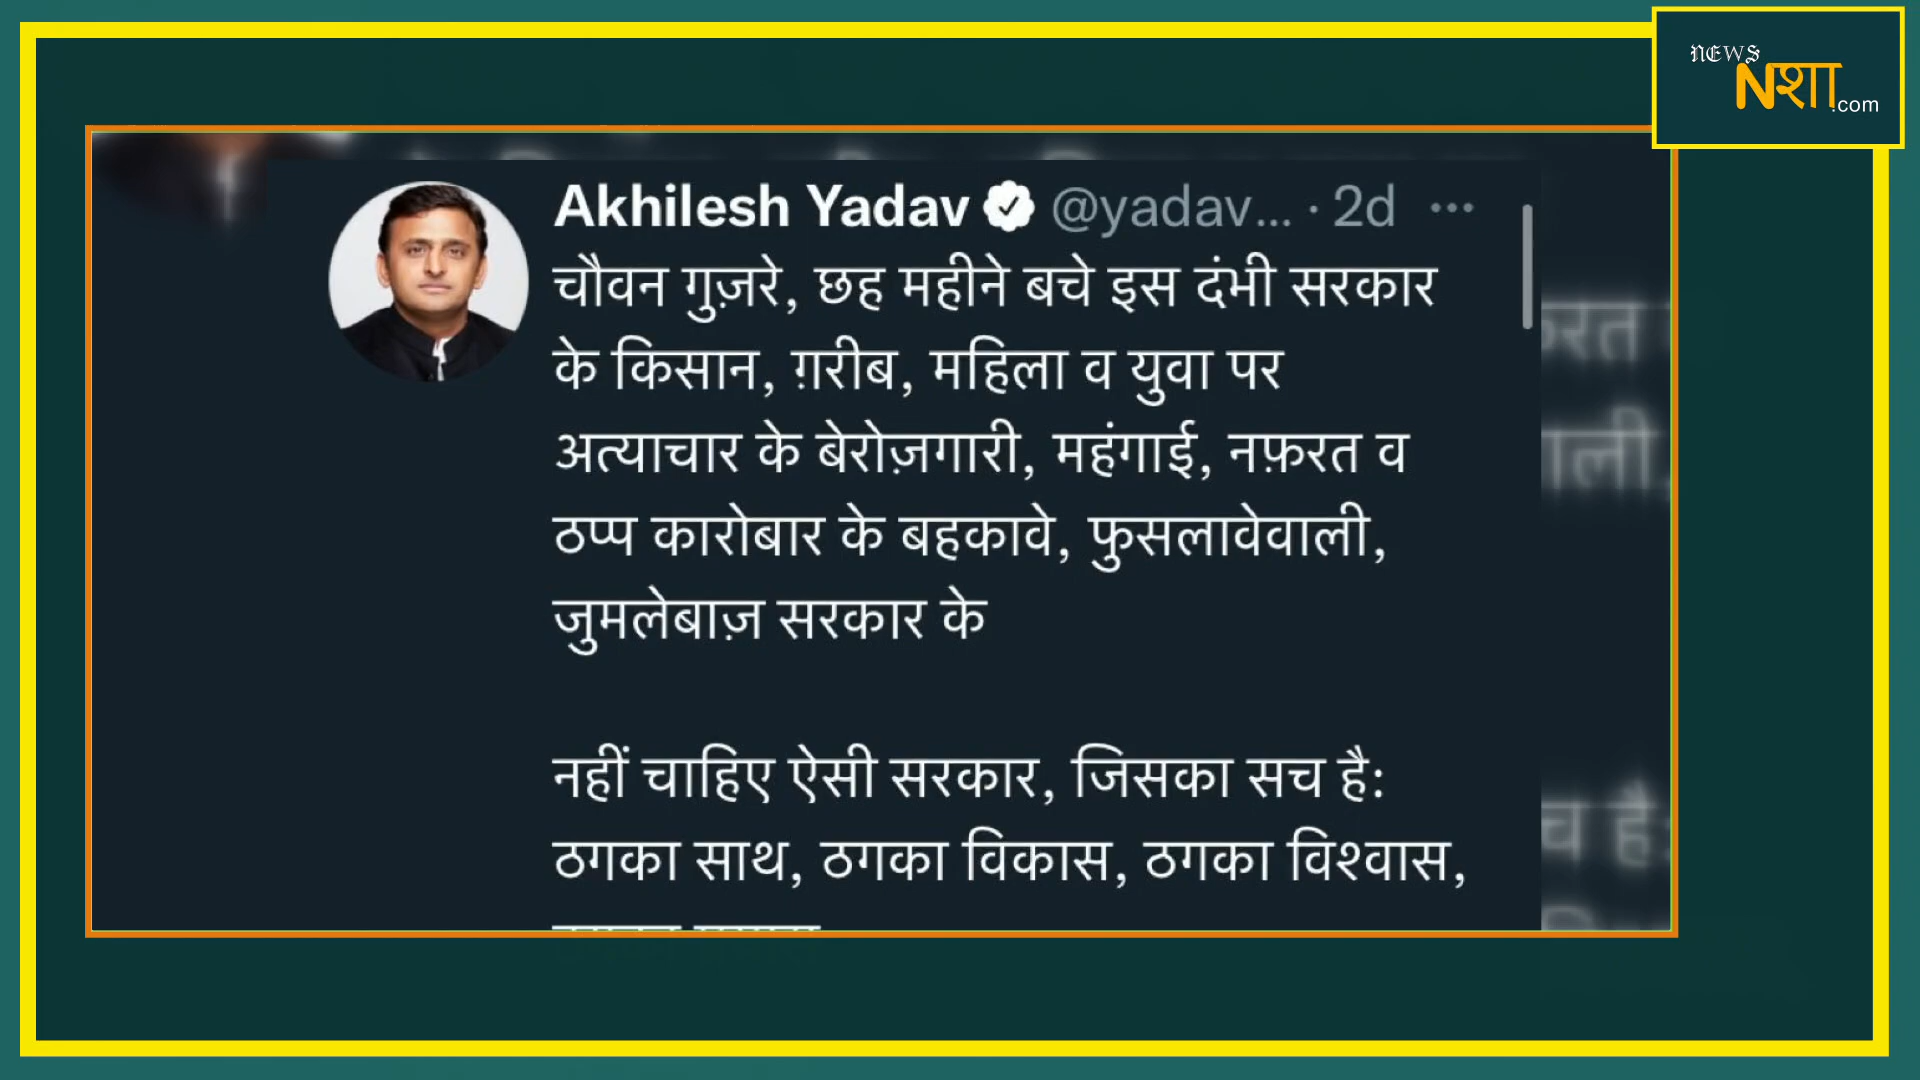 NEWS
Nशा.com
Akhilesh Yadav @yadav... · 2d ...
चौवन गुज़रे, छह महीने बचे इस दंभी सरकार
के किसान, ग़रीब, महिला व युवा पर
अत्याचार के बेरोज़गारी, महंगाई, नफ़रत व
ठप्प कारोबार के बहकावे, फुसलावेवाली,
जुमलेबाज़ सरकार के
नहीं चाहिए ऐसी सरकार, जिसका सच है:
ठगका साथ, ठगका विकास, ठगका विश्वास,